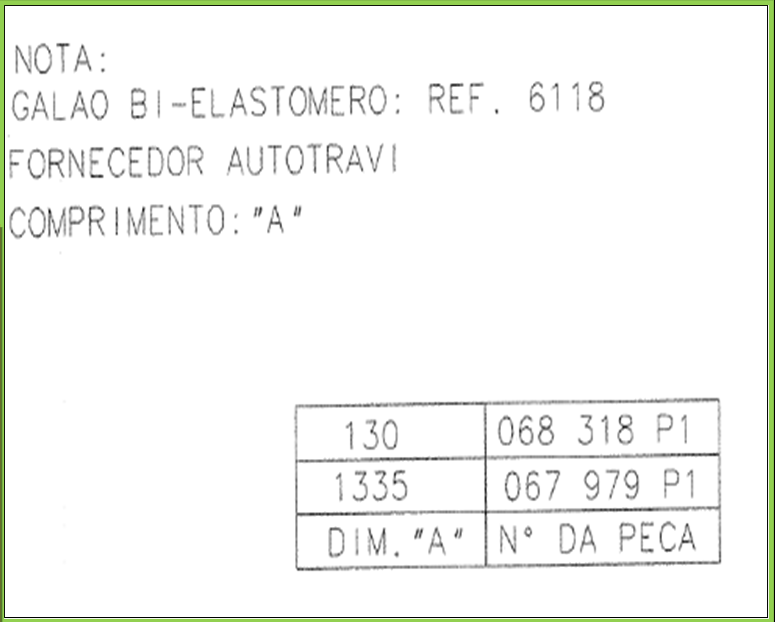 NOTA:
GALAO BI-ELASTOMERO: REF. 6118
FORNECEDOR AUTOTRAVI
COMPRIMENTO: "A"
130 068 318 P1
1335 067 979 P1
DIM. "A" N° DA PECA